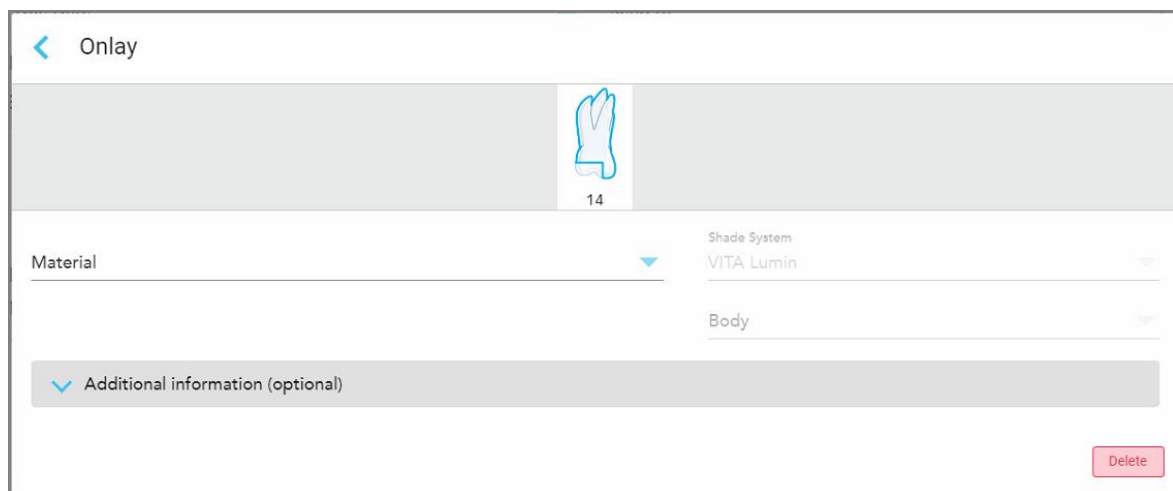 Onlay
14
Material
Shade System
VITA Lumin
Body
Additional information (optional)
Delete